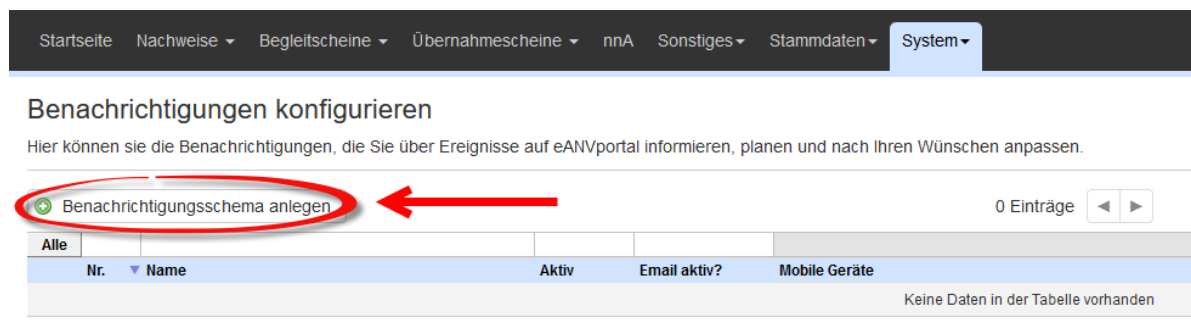 Startseite Nachweise Begleitscheine Übernahmescheine nnA Sonstiges Stammdaten System
Benachrichtigungen konfigurieren
Hier können sie die Benachrichtigungen, die Sie über Ereignisse auf eANVportal informieren, planen und nach Ihren Wünschen anpassen.
Benachrichtigungsschema anlegen 0 Einträge
Alle
Nr. Name Aktiv Email aktiv? Mobile Geräte
Keine Daten in der Tabelle vorhanden